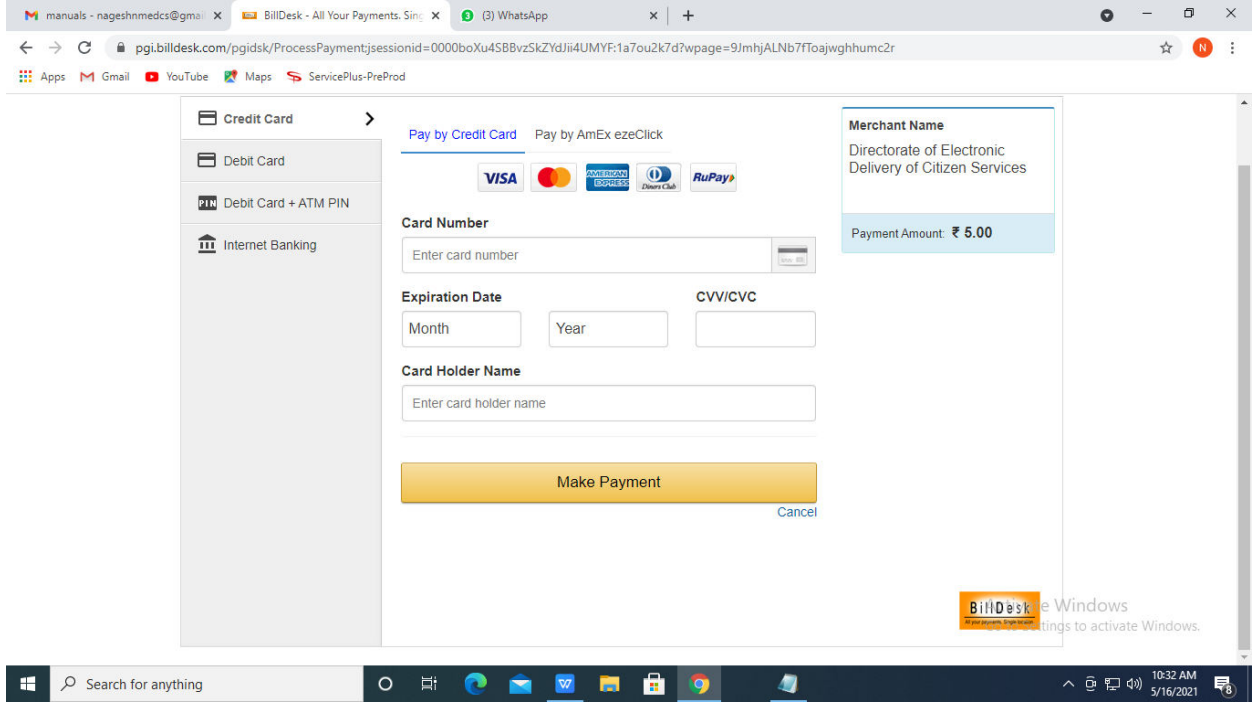 manuals - nageshnmedcs@gmai
BillDesk - All Your Payments. Sing
(3) WhatsApp
pgi.billdesk.com/pgidsk/ProcessPayment;jsessionid=0000boXu4SBBvzSkZYdJii4UMYF:1a7ou2k7d?wpage=9JmhjALNb7fToajwghhumc2r
N
Apps Gmail YouTube Maps ServicePlus-PreProd
Credit Card
Debit Card
PIN Debit Card + ATM PIN
Internet Banking
Pay by Credit Card Pay by AmEx ezeClick
VISA AMERICAN EXPRESS Diners Club RuPay
Card Number
Enter card number
Expiration Date CVV/CVC
Month Year
Card Holder Name
Enter card holder name
Make Payment
Cancel
Merchant Name
Directorate of Electronic
Delivery of Citizen Services
Payment Amount: ₹ 5.00
BillDesk
Windows
to activate Windows.
Search for anything
10:32 AM
5/16/2021
8